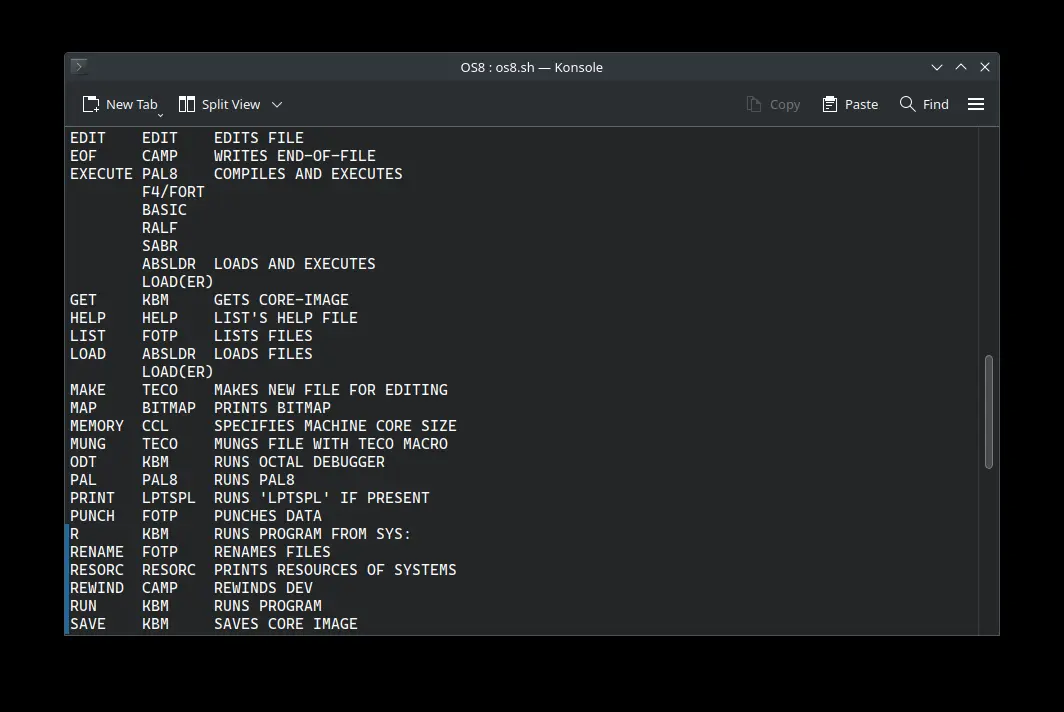 OS8 : os8.sh — Konsole
New Tab Split View Copy Paste Find
EDIT EDIT EDITS FILE
EOF CAMP WRITES END-OF-FILE
EXECUTE PAL8 COMPILES AND EXECUTES
F4/FORT
BASIC
RALF
SABR
ABSLDR LOADS AND EXECUTES
LOAD(ER)
GET KBM GETS CORE-IMAGE
HELP HELP LIST'S HELP FILE
LIST FOTP LISTS FILES
LOAD ABSLDR LOADS FILES
LOAD(ER)
MAKE TECO MAKES NEW FILE FOR EDITING
MAP BITMAP PRINTS BITMAP
MEMORY CCL SPECIFIES MACHINE CORE SIZE
MUNG TECO MUNGS FILE WITH TECO MACRO
ODT KBM RUNS OCTAL DEBUGGER
PAL PAL8 RUNS PAL8
PRINT LPTSPL RUNS 'LPTSPL' IF PRESENT
PUNCH FOTP PUNCHES DATA
R KBM RUNS PROGRAM FROM SYS:
RENAME FOTP RENAMES FILES
RESORC RESORC PRINTS RESOURCES OF SYSTEMS
REWIND CAMP REWINDS DEV
RUN KBM RUNS PROGRAM
SAVE KBM SAVES CORE IMAGE